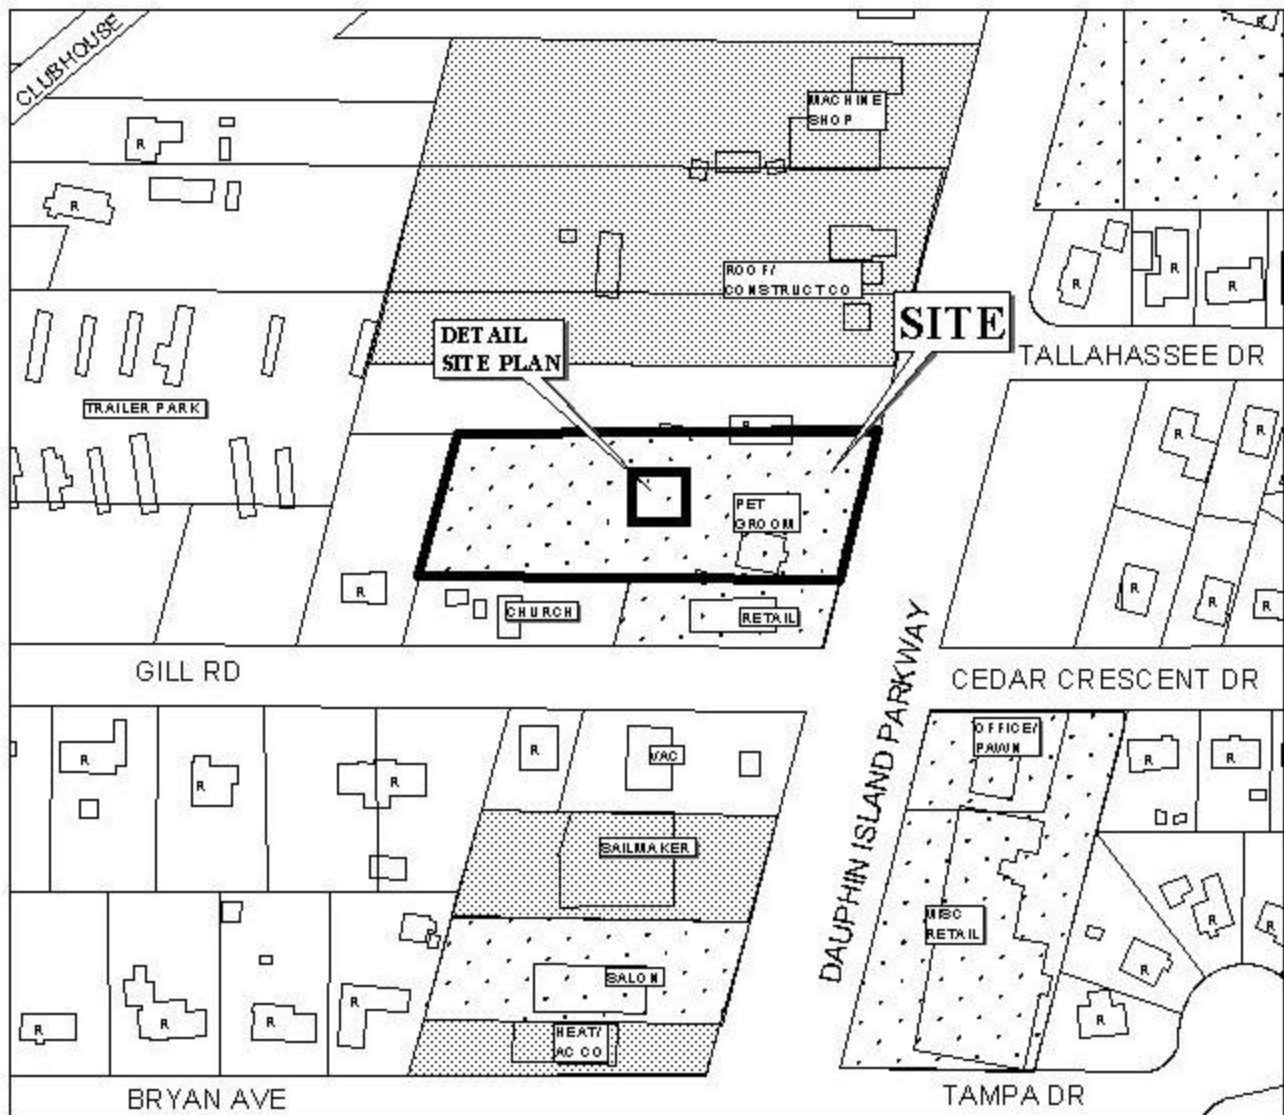 CLUBHOUSE
R
MACHINE
SHOP
R
R
R
R
R
ROOF/
CONSTRUCT CO
SITE
DETAIL
SITE PLAN
TALLAHASSEE DR
TRAILER PARK
R
R
R
PET
GROOM
R
R
R
R
CHURCH
RETAIL
GILL RD
DAUPHIN ISLAND PARKWAY
CEDAR CRESCENT DR
OFFICE/
PAWN
R
R
R
R
VAC
R
R
SAILMAKER
MISC
RETAIL
R
R
R
SALON
R
R
R
R
R
HEAT/
AC CO
BRYAN AVE
TAMPA DR